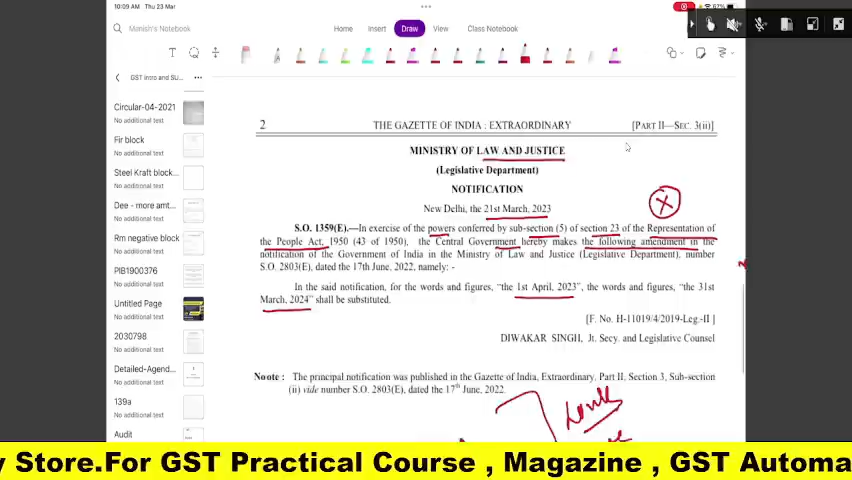 10:09 AM Thu 23 Mar
67%
Manish's Notebook
Home Insert Draw View Class Notebook
GST intro and SU...
Circular-04-2021
No additional text
Fir block
No additional text
Steel Kraft block...
No additional text
Dee - more amt...
No additional text
Rm negative block
No additional text
PIB1900376
No additional text
Untitled Page
No additional text
2030798
No additional text
Detailed-Agend...
No additional text
139a
No additional text
Audit
2 THE GAZETTE OF INDIA : EXTRAORDINARY [PART II—SEC. 3(ii)]
MINISTRY OF LAW AND JUSTICE
(Legislative Department)
NOTIFICATION
New Delhi, the 21st March, 2023
S.O. 1359(E).—In exercise of the powers conferred by sub-section (5) of section 23 of the Representation of
the People Act, 1950 (43 of 1950), the Central Government hereby makes the following amendment in the
notification of the Government of India in the Ministry of Law and Justice (Legislative Department), number
S.O. 2803(E), dated the 17th June, 2022, namely: -
In the said notification, for the words and figures, “the 1st April, 2023”, the words and figures, “the 31st
March, 2024” shall be substituted.
[F. No. H-11019/4/2019-Leg.-II ]
DIWAKAR SINGH, Jt. Secy. and Legislative Counsel
Note : The principal notification was published in the Gazette of India, Extraordinary, Part II, Section 3, Sub-section
(ii) vide number S.O. 2803(E), dated the 17th June, 2022.
y Store.For GST Practical Course , Magazine , GST Automa